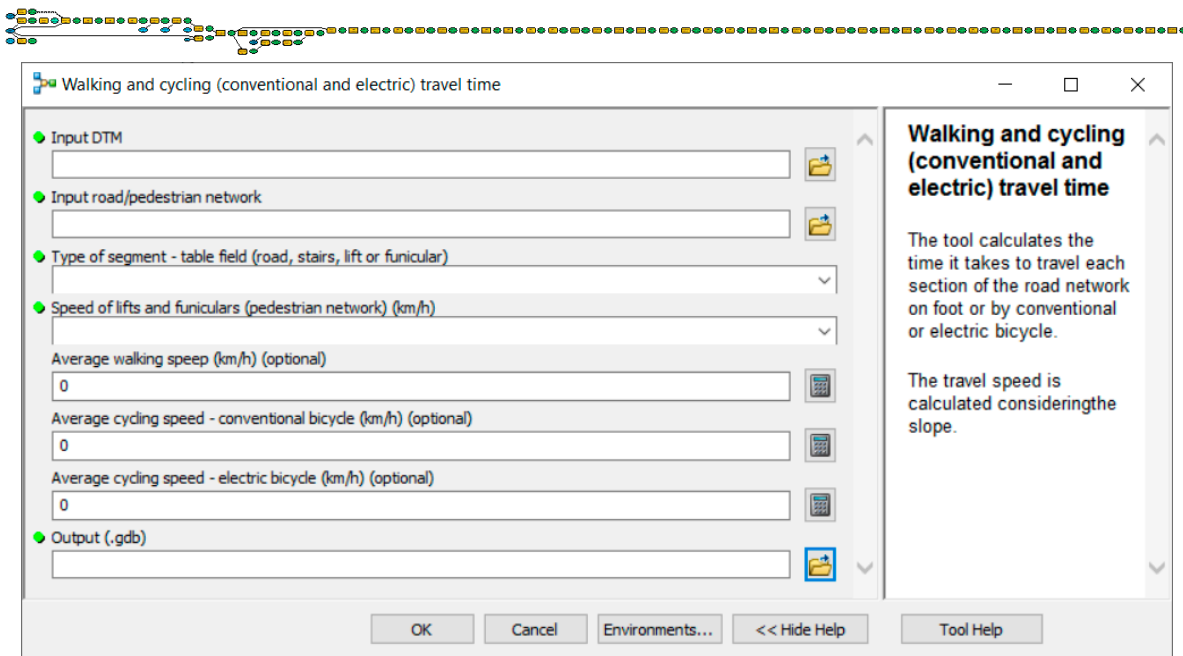 Walking and cycling (conventional and electric) travel time
Input DTM
Input road/pedestrian network
Type of segment - table field (road, stairs, lift or funicular)
Speed of lifts and funiculars (pedestrian network) (km/h)
Average walking speep (km/h) (optional)
0
Average cycling speed - conventional bicycle (km/h) (optional)
0
Average cycling speed - electric bicycle (km/h) (optional)
0
Output (.gdb)
OK
Cancel
Environments...
<< Hide Help
Walking and cycling
(conventional and
electric) travel time
The tool calculates the
time it takes to travel each
section of the road network
on foot or by conventional
or electric bicycle.
The travel speed is
calculated consideringthe
slope.
Tool Help